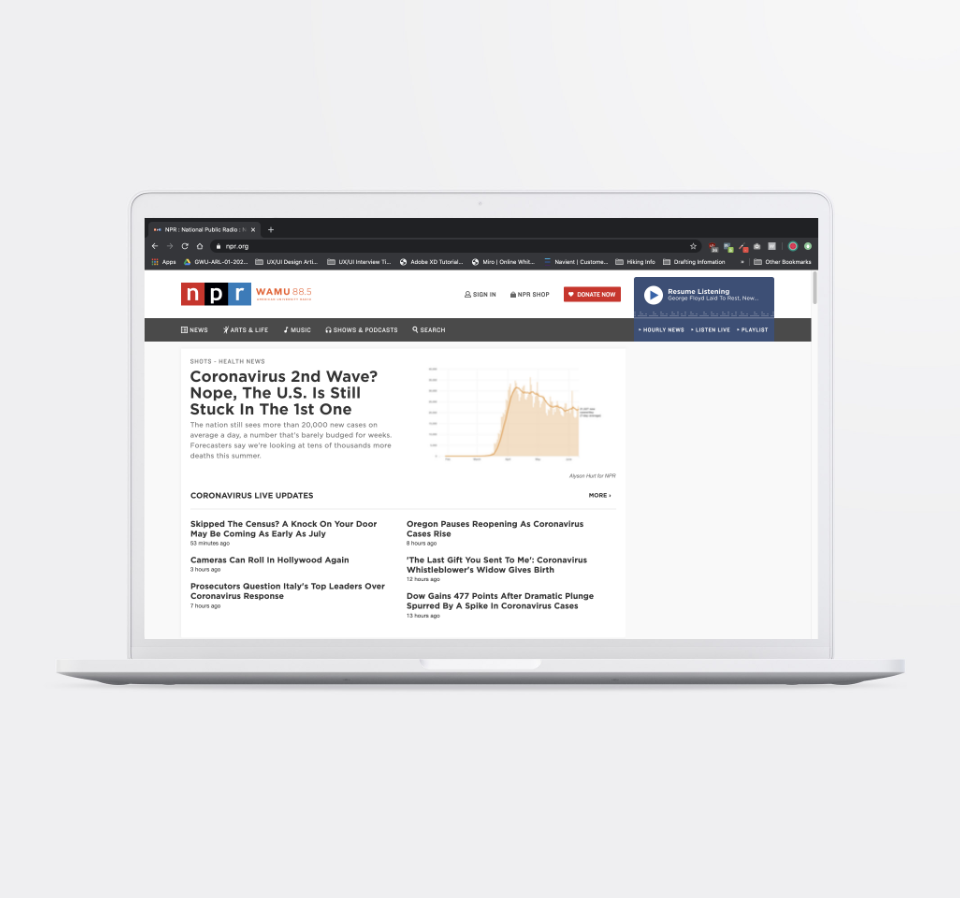 NPR : National Public Radio : N
npr.org
Apps
GWU-ARL-01-202...
UX/UI Design Arti...
UX/UI Interview Ti...
Adobe XD Tutorial...
Miro | Online Whit...
Navient | Custome...
Hiking Info
Drafting Infomation
»
Other Bookmarks
npr
WAMU 88.5
AMERICAN UNIVERSITY RADIO
SIGN IN
NPR SHOP
DONATE NOW
Resume Listening
George Floyd Laid To Rest, New...
NEWS
ARTS & LIFE
MUSIC
SHOWS & PODCASTS
SEARCH
HOURLY NEWS
LISTEN LIVE
PLAYLIST
SHOTS - HEALTH NEWS
Coronavirus 2nd Wave?
Nope, The U.S. Is Still
Stuck In The 1st One
The nation still sees more than 20,000 new cases on
average a day, a number that's barely budged for weeks.
Forecasters say we're looking at tens of thousands more
deaths this summer.
Alyson Hurt for NPR
CORONAVIRUS LIVE UPDATES
MORE ›
Skipped The Census? A Knock On Your Door
May Be Coming As Early As July
53 minutes ago
Cameras Can Roll In Hollywood Again
3 hours ago
Prosecutors Question Italy's Top Leaders Over
Coronavirus Response
7 hours ago
Oregon Pauses Reopening As Coronavirus
Cases Rise
8 hours ago
'The Last Gift You Sent To Me': Coronavirus
Whistleblower's Widow Gives Birth
12 hours ago
Dow Gains 477 Points After Dramatic Plunge
Spurred By A Spike In Coronavirus Cases
13 hours ago